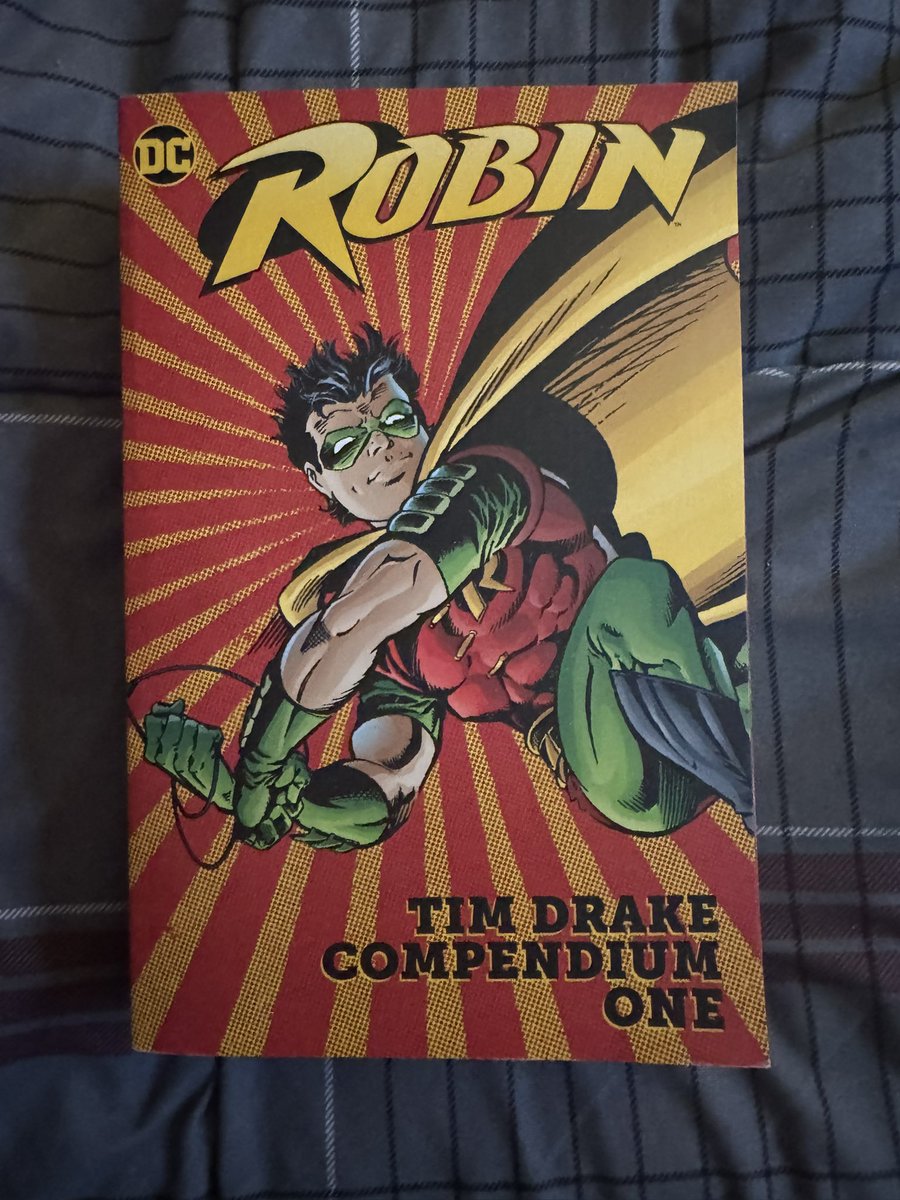 DC
ROBIN
TM
TIM DRAKE
COMPENDIUM
ONE